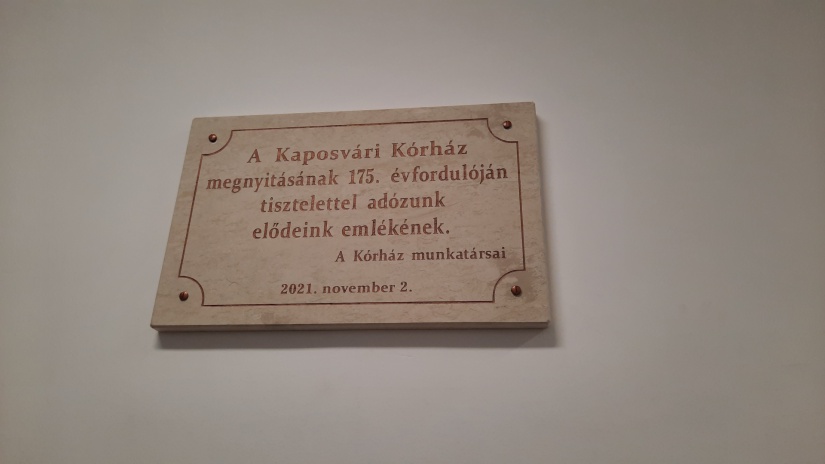 A Kaposvári Kórház
megnyitásának 175. évfordulóján
tisztelettel adózunk
elődeink emlékének.
A Kórház munkatársai
2021. november 2.